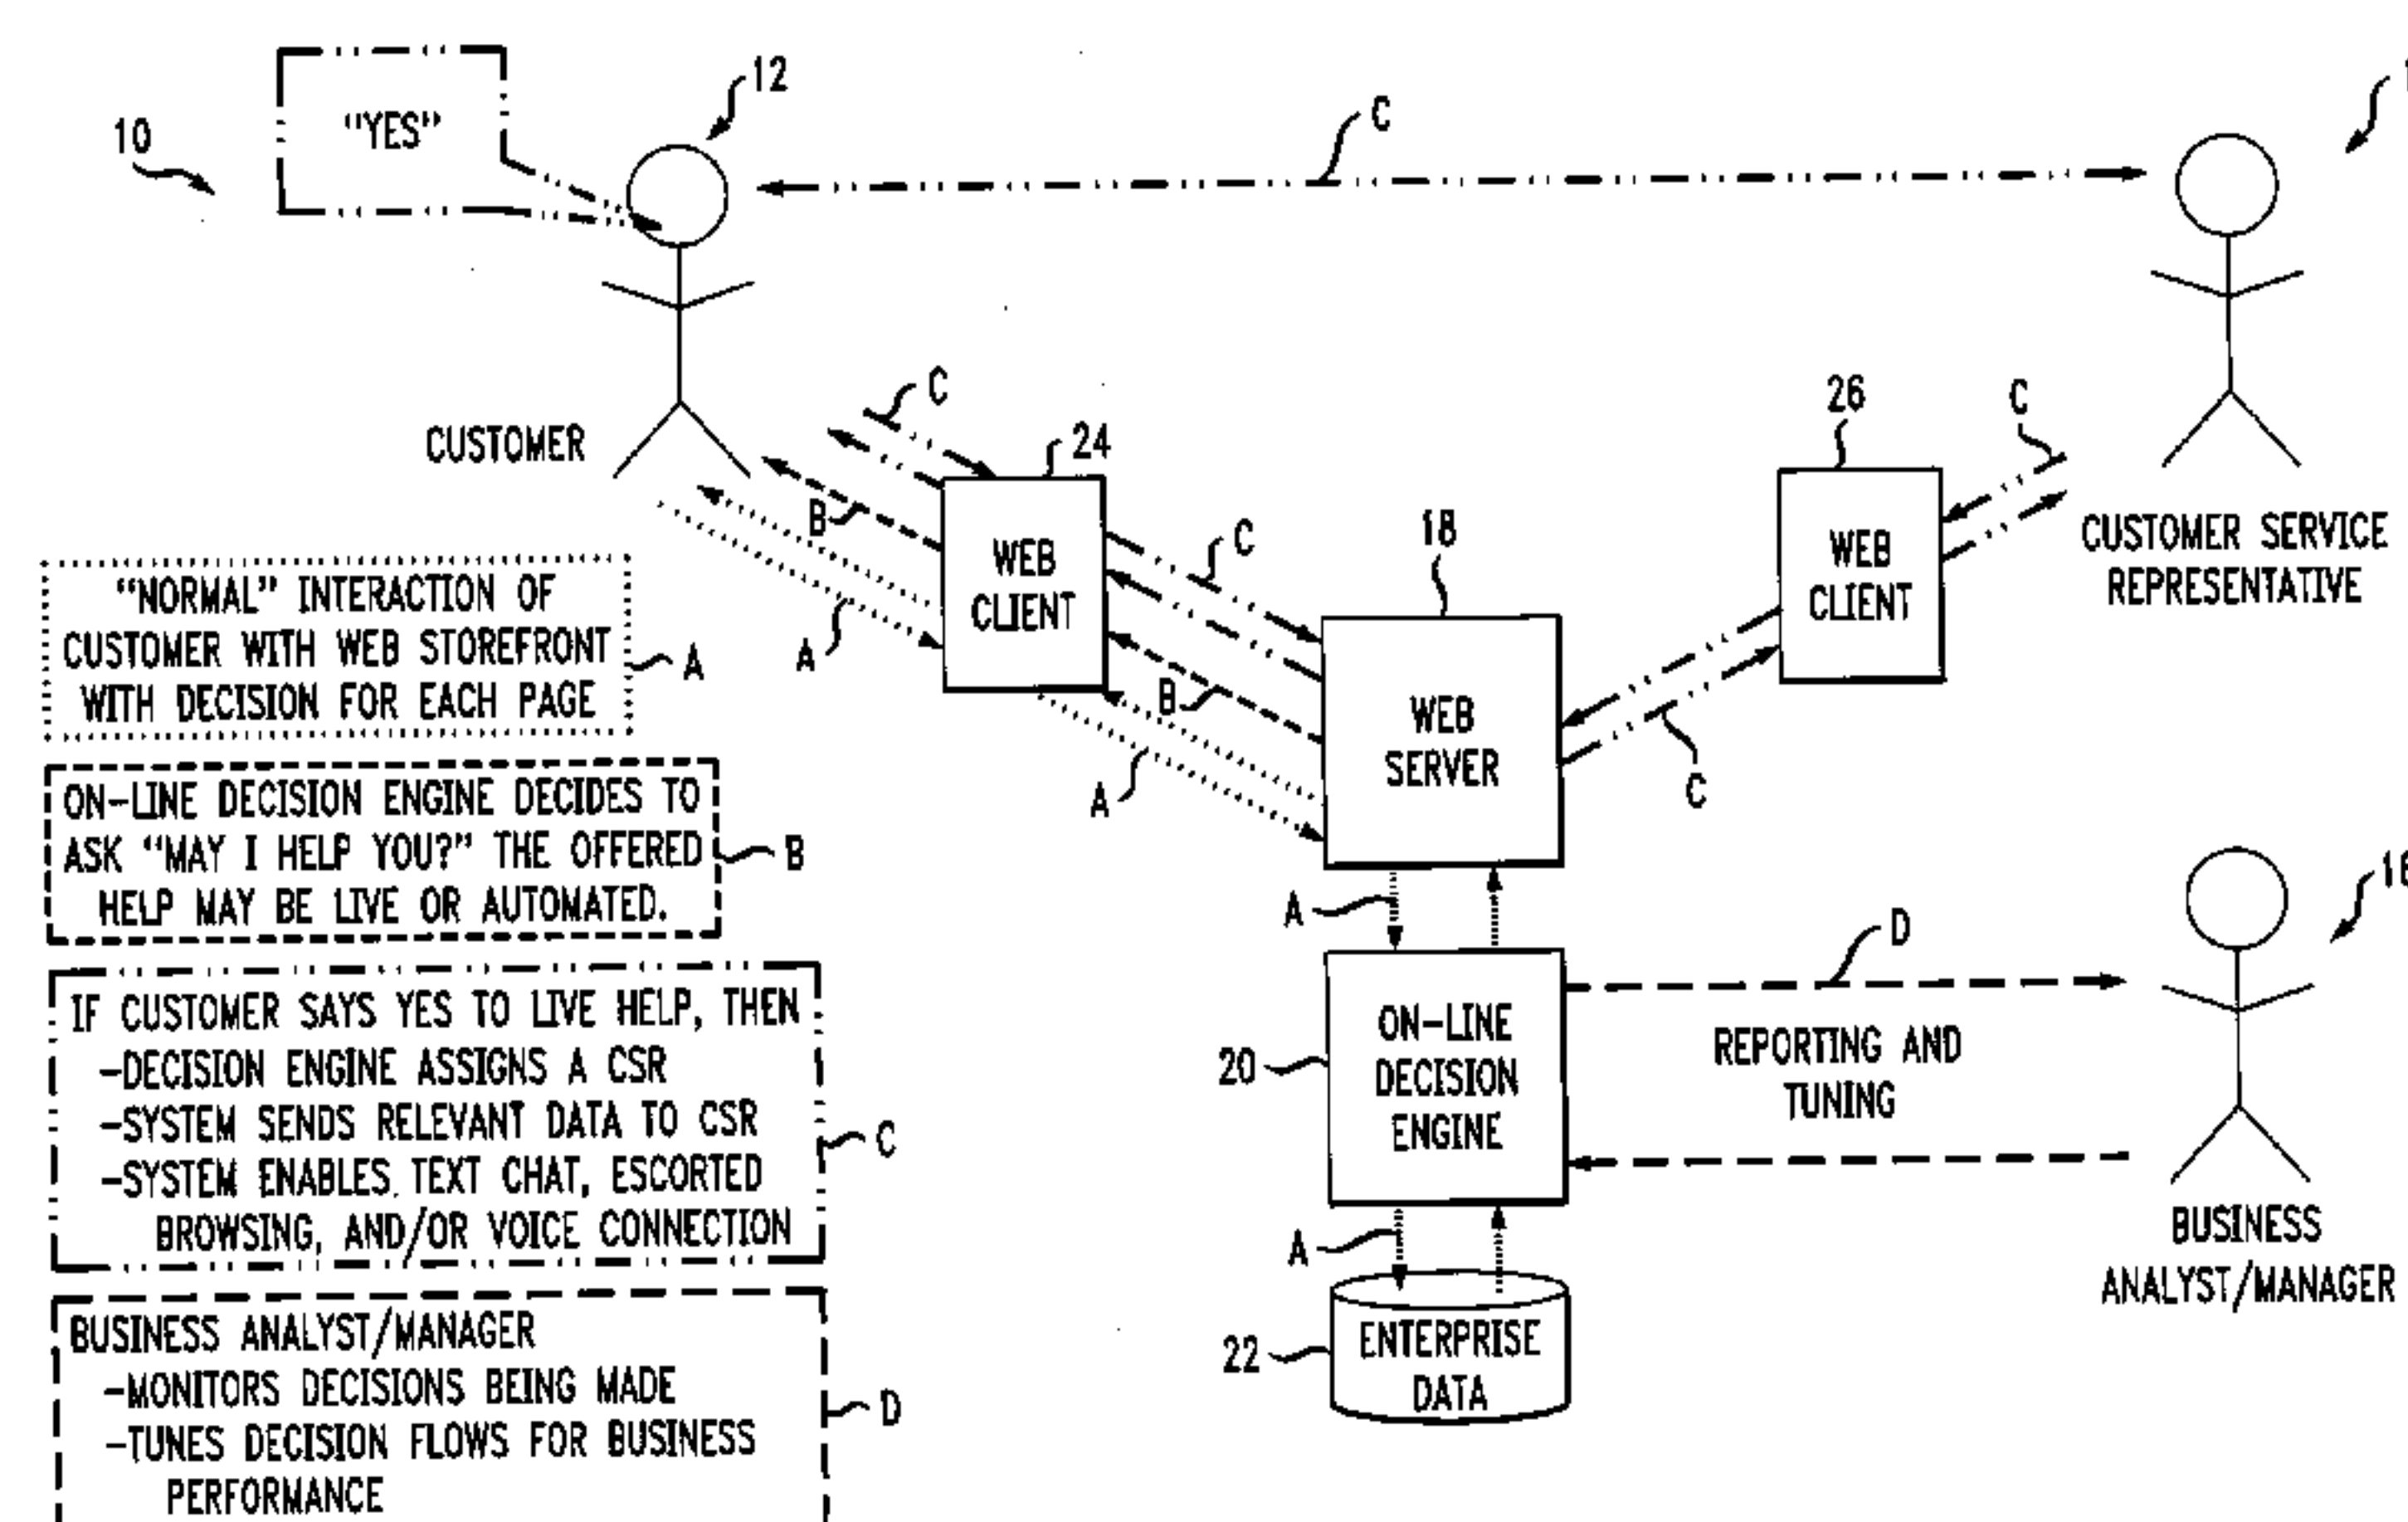 10
"YES"
12
C
CUSTOMER
C
24
B
A
WEB
CLIENT
C
B
A
18
WEB
SERVER
26
WEB
CLIENT
C
C
CUSTOMER SERVICE
REPRESENTATIVE
"NORMAL" INTERACTION OF
CUSTOMER WITH WEB STOREFRONT
WITH DECISION FOR EACH PAGE
A
ON-LINE DECISION ENGINE DECIDES TO
ASK "MAY I HELP YOU?" THE OFFERED
HELP MAY BE LIVE OR AUTOMATED.
B
IF CUSTOMER SAYS YES TO LIVE HELP, THEN
-DECISION ENGINE ASSIGNS A CSR
-SYSTEM SENDS RELEVANT DATA TO CSR
-SYSTEM ENABLES TEXT CHAT, ESCORTED
BROWSING, AND/OR VOICE CONNECTION
C
BUSINESS ANALYST/MANAGER
-MONITORS DECISIONS BEING MADE
-TUNES DECISION FLOWS FOR BUSINESS
PERFORMANCE
D
A
20
ON-LINE
DECISION
ENGINE
D
REPORTING AND
TUNING
A
22
ENTERPRISE
DATA
16
BUSINESS
ANALYST/MANAGER